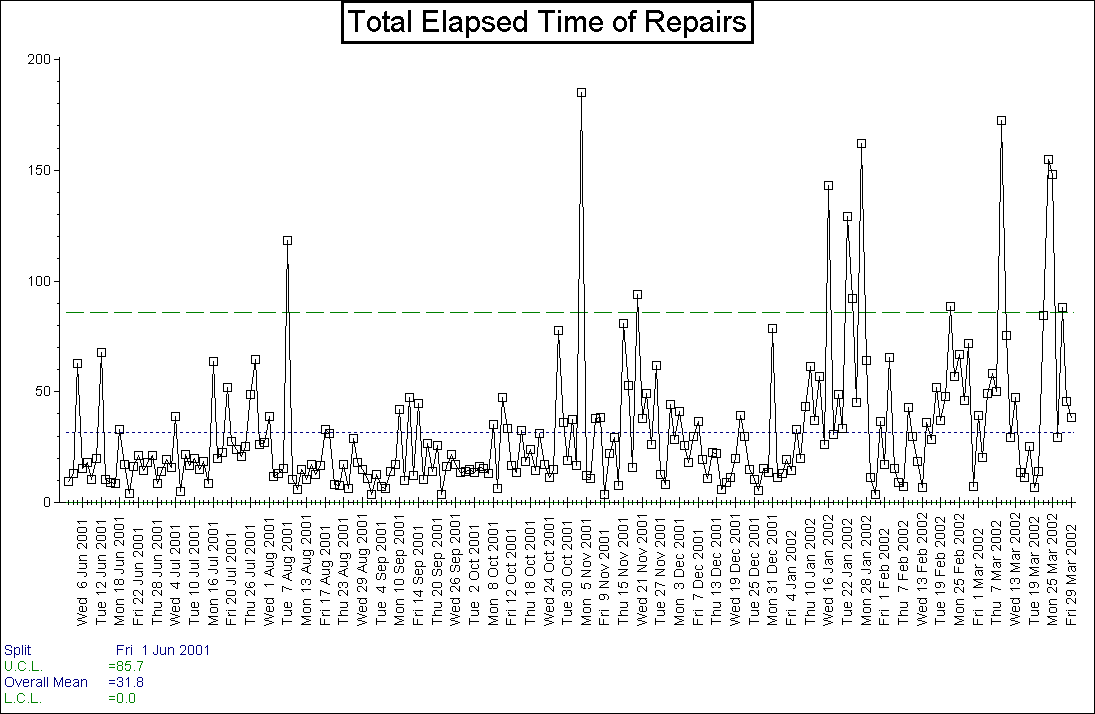 Total Elapsed Time of Repairs
200
150
100
50
0
Wed 6 Jun 2001
Tue 12 Jun 2001
Mon 18 Jun 2001
Fri 22 Jun 2001
Thu 28 Jun 2001
Wed 4 Jul 2001
Tue 10 Jul 2001
Mon 16 Jul 2001
Fri 20 Jul 2001
Thu 26 Jul 2001
Wed 1 Aug 2001
Tue 7 Aug 2001
Mon 13 Aug 2001
Fri 17 Aug 2001
Thu 23 Aug 2001
Wed 29 Aug 2001
Tue 4 Sep 2001
Mon 10 Sep 2001
Fri 14 Sep 2001
Thu 20 Sep 2001
Wed 26 Sep 2001
Tue 2 Oct 2001
Mon 8 Oct 2001
Fri 12 Oct 2001
Thu 18 Oct 2001
Wed 24 Oct 2001
Tue 30 Oct 2001
Mon 5 Nov 2001
Fri 9 Nov 2001
Thu 15 Nov 2001
Wed 21 Nov 2001
Tue 27 Nov 2001
Mon 3 Dec 2001
Fri 7 Dec 2001
Thu 13 Dec 2001
Wed 19 Dec 2001
Tue 25 Dec 2001
Mon 31 Dec 2001
Fri 4 Jan 2002
Thu 10 Jan 2002
Wed 16 Jan 2002
Tue 22 Jan 2002
Mon 28 Jan 2002
Fri 1 Feb 2002
Thu 7 Feb 2002
Wed 13 Feb 2002
Tue 19 Feb 2002
Mon 25 Feb 2002
Fri 1 Mar 2002
Thu 7 Mar 2002
Wed 13 Mar 2002
Tue 19 Mar 2002
Mon 25 Mar 2002
Fri 29 Mar 2002
Split Fri 1 Jun 2001
U.C.L. =85.7
Overall Mean =31.8
L.C.L. =0.0